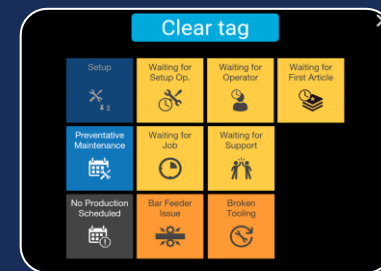 Clear tag
Setup
Waiting for
Setup Op.
Waiting for
Operator
Waiting for
First Article
Preventative
Maintenance
Waiting for
Job
Waiting for
Support
No Production
Scheduled
Bar Feeder
Issue
Broken
Tooling